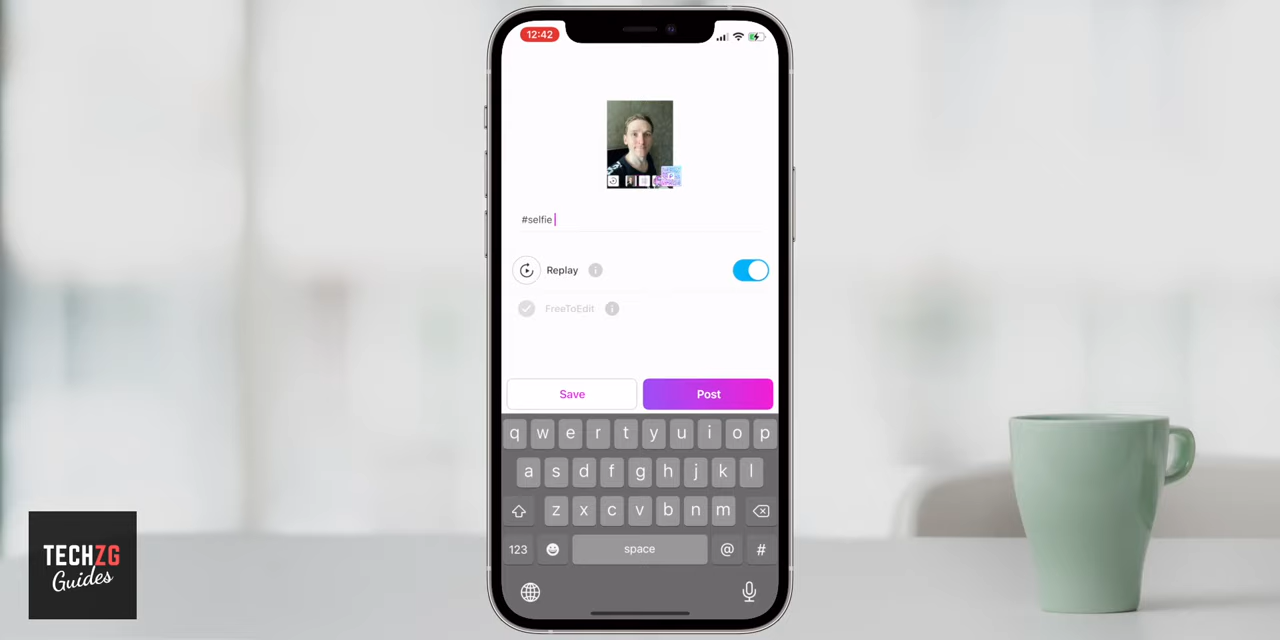 12:42
#selfie
Replay
FreeToEdit
Save
Post
q w e r t y u i o p
a s d f g h j k l
z x c v b n m
123
space
@
#
TECHZG
Guides